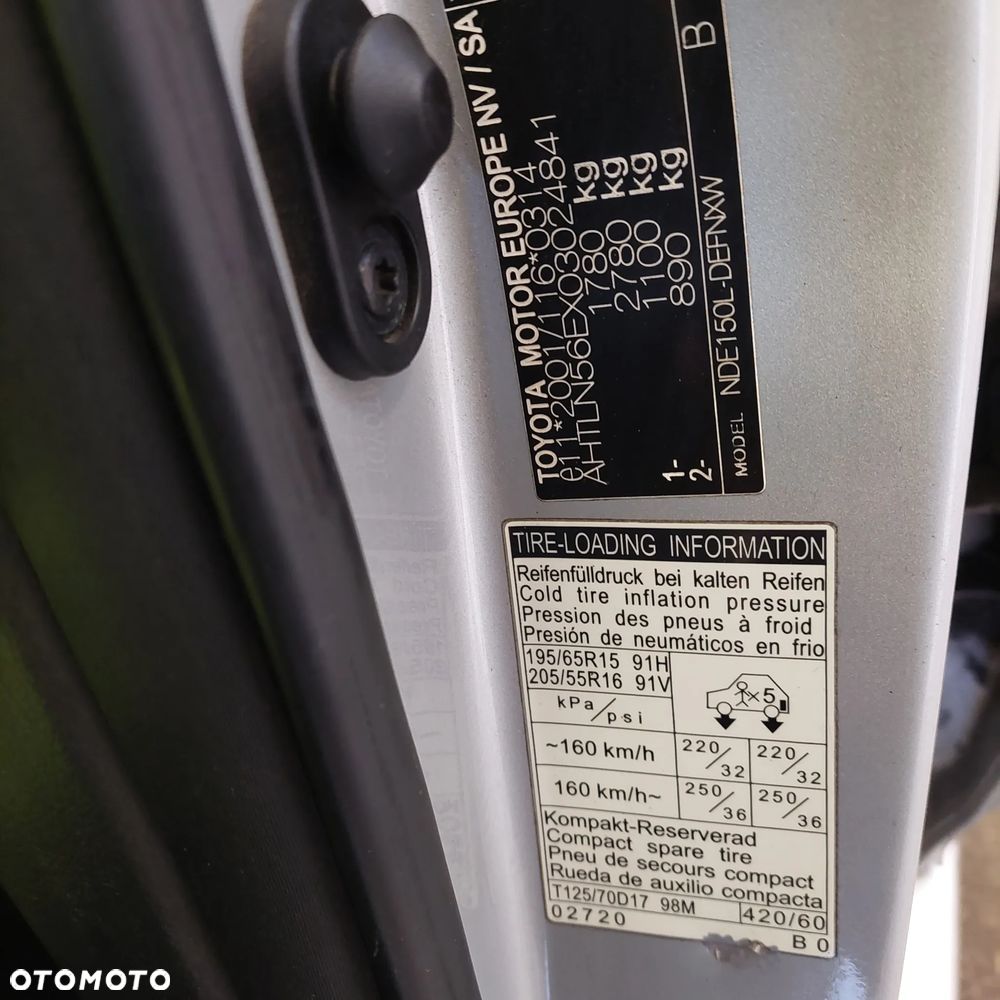 TOYOTA MOTOR EUROPE NV / SA
e11*2001/116*0314
AHTLN56EX03024841
1780 kg
2780 kg
1- 1100 kg
2- 890 kg
MODEL NDE150L-DEFNXW B
TIRE-LOADING INFORMATION
Reifenfülldruck bei kalten Reifen
Cold tire inflation pressure
Pression des pneus à froid
Presión de neumáticos en frio
195/65R15 91H
205/55R16 91V
×5
kPa/psi
~160 km/h 220/32 220/32
160 km/h~ 250/36 250/36
Kompakt-Reserverad
Compact spare tire
Pneu de secours compact
Rueda de auxilio compacta
T125/70D17 98M 420/60
02720 B 0
OTOMOTO